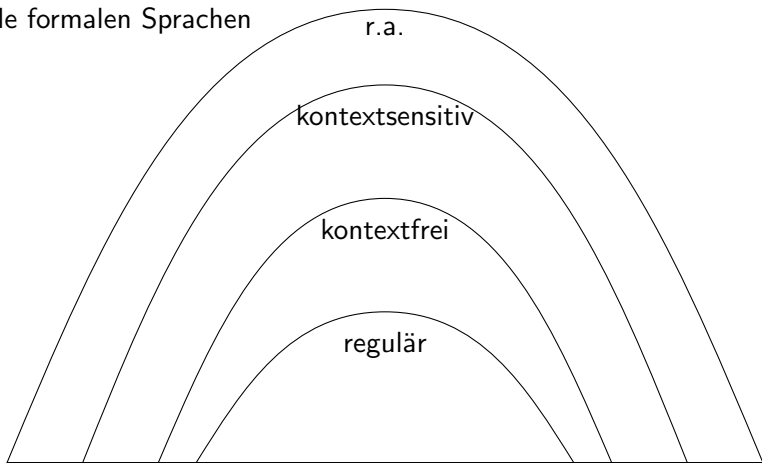 le formalen Sprachen
r.a.
kontextsensitiv
kontextfrei
regulär